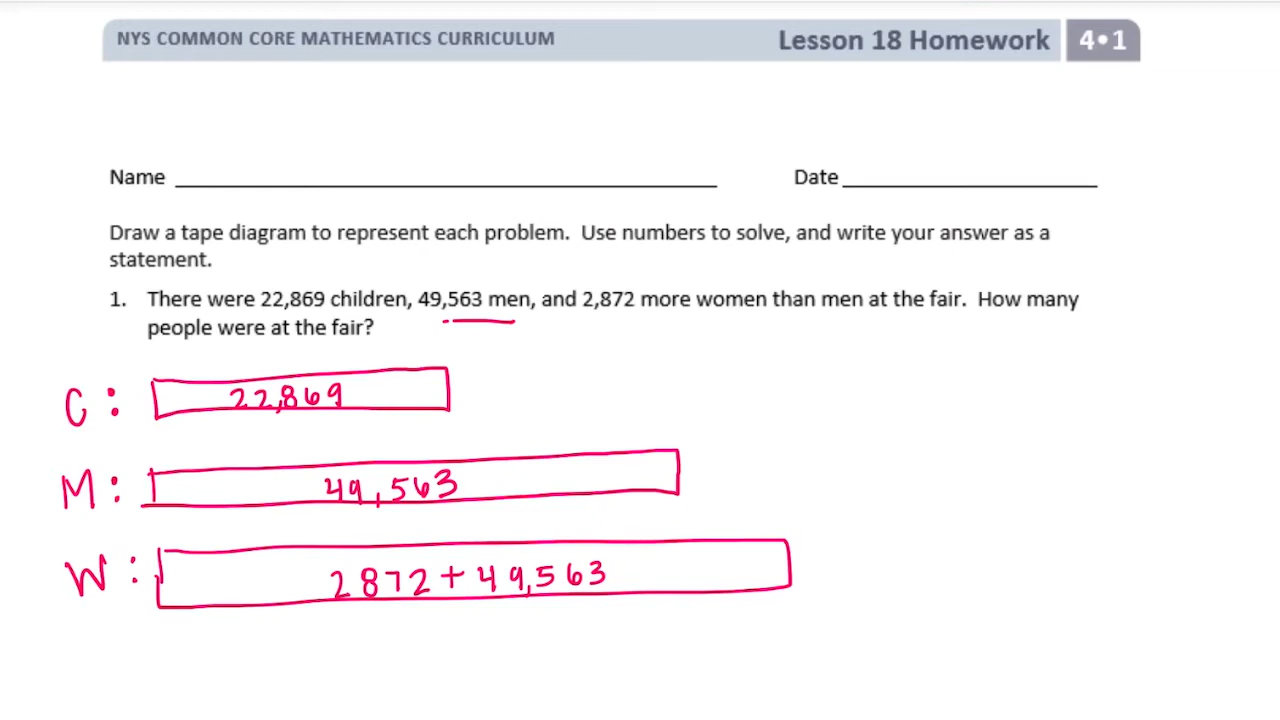 NYS COMMON CORE MATHEMATICS CURRICULUM Lesson 18 Homework 4•1
Name Date
Draw a tape diagram to represent each problem. Use numbers to solve, and write your answer as a
statement.
1. There were 22,869 children, 49,563 men, and 2,872 more women than men at the fair. How many
people were at the fair?
C: 22,869
M: 49,563
W: 2872+49,563